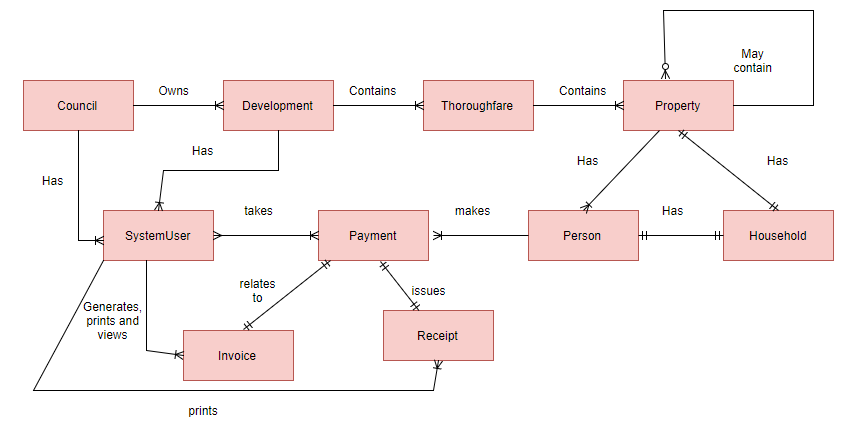 May
contain
Owns
Contains
Contains
Council
Development
Thoroughfare
Property
Has
Has
Has
Has
takes
makes
Has
SystemUser
Payment
Person
Household
relates
to
issues
Generates,
prints and
views
Receipt
Invoice
prints